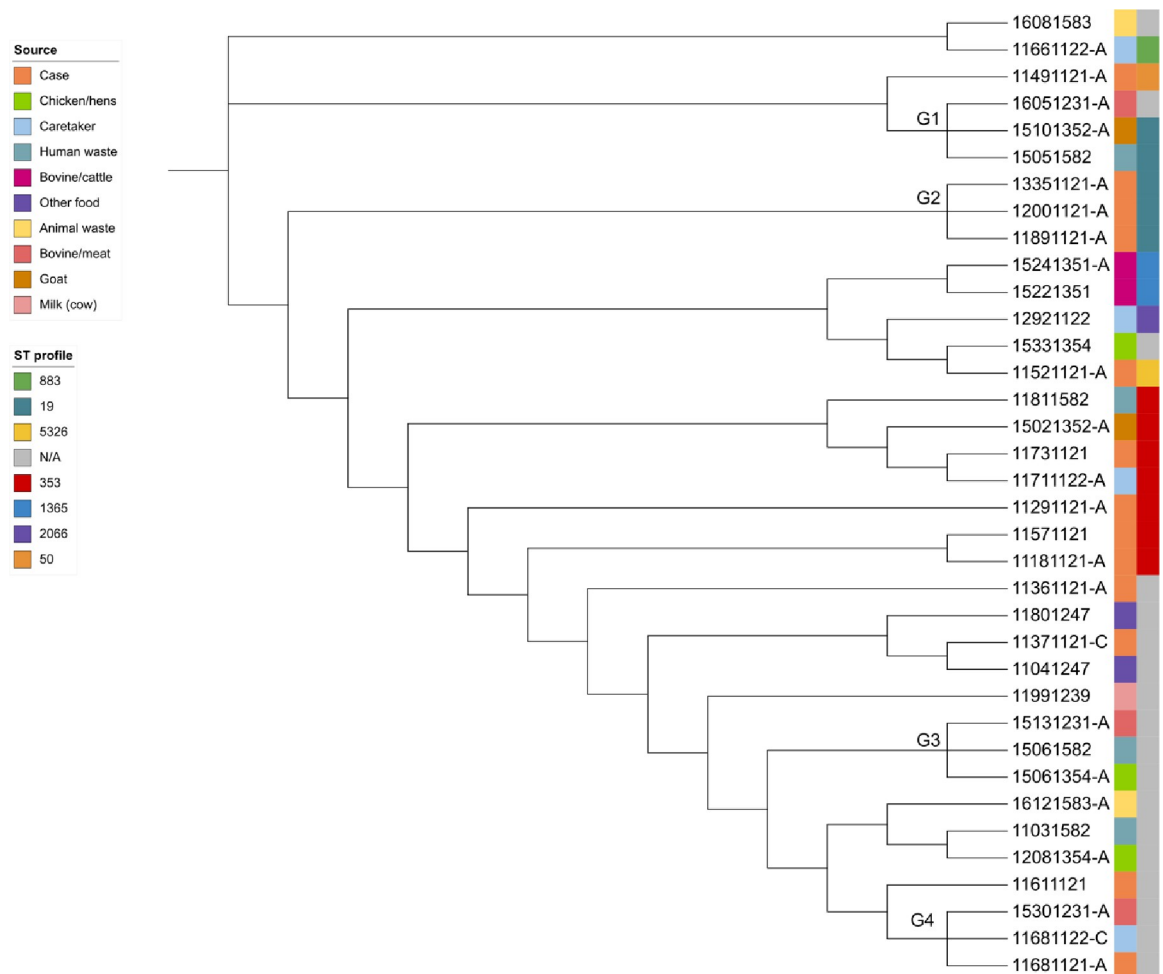 Source
Case
Chicken/hens
Caretaker
Human waste
Bovine/cattle
Other food
Animal waste
Bovine/meat
Goat
Milk (cow)
ST profile
883
19
5326
N/A
353
1365
2066
50
16081583
11661122-A
11491121-A
16051231-A
G1
15101352-A
15051582
13351121-A
G2
12001121-A
11891121-A
15241351-A
15221351
12921122
15331354
11521121-A
11811582
15021352-A
11731121
11711122-A
11291121-A
11571121
11181121-A
11361121-A
11801247
11371121-C
11041247
11991239
15131231-A
G3
15061582
15061354-A
16121583-A
11031582
12081354-A
11611121
15301231-A
G4
11681122-C
11681121-A